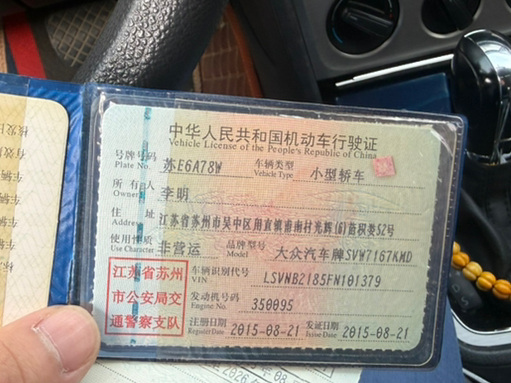 中华人民共和国机动车行驶证
Vehicle License of the People's Republic of China
号牌号码 苏E6A78W 车辆类型 小型轿车
Plate No. Vehicle Type
所有人 李明
Owner
住址 江苏省苏州市吴中区甪直镇甫南村光辉(6)
Address 52号
使用性质 非营运 品牌型号 大众汽车牌SVW7167KMD
Use Character Model
江苏省苏州
市公安局交
通警察支队
车辆识别代号 LSVNB2185FN101379
VIN
发动机号码 350095
Engine No.
注册日期 2015-08-21 发证日期 2015-08-21
Register Date Issue Date